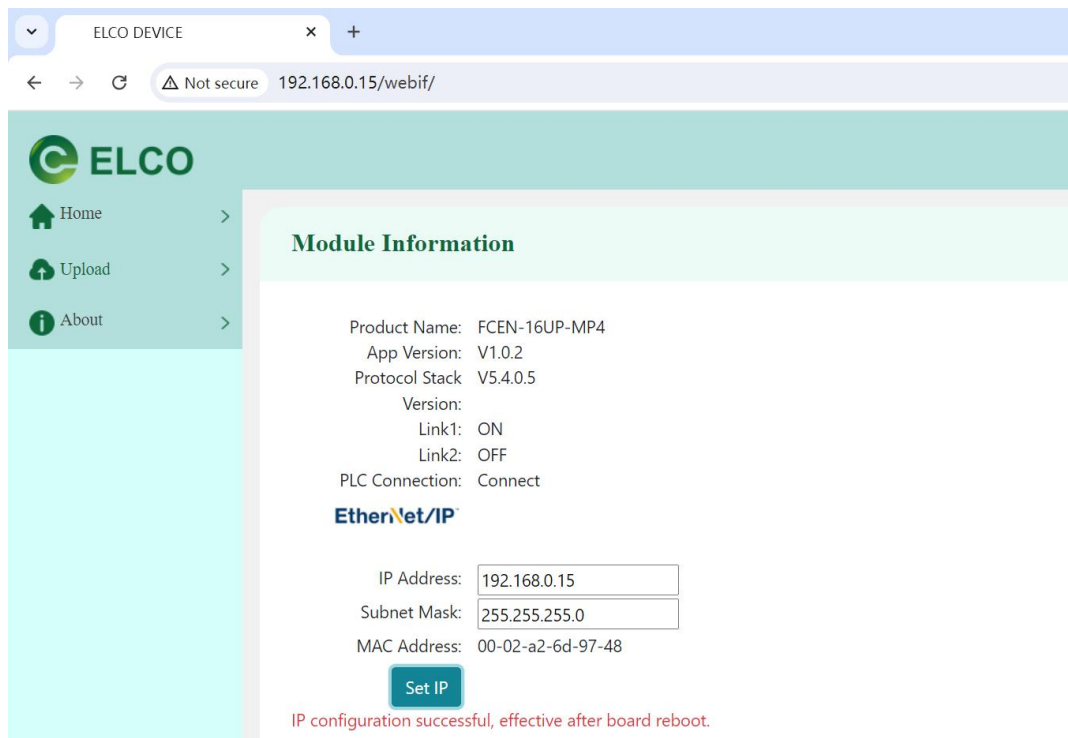 ELCO DEVICE
Not secure 192.168.0.15/webif/
ELCO
Home
Upload
About
Module Information
Product Name: FCEN-16UP-MP4
App Version: V1.0.2
Protocol Stack V5.4.0.5
Version:
Link1: ON
Link2: OFF
PLC Connection: Connect
EtherNet/IP
IP Address: 192.168.0.15
Subnet Mask: 255.255.255.0
MAC Address: 00-02-a2-6d-97-48
Set IP
IP configuration successful, effective after board reboot.